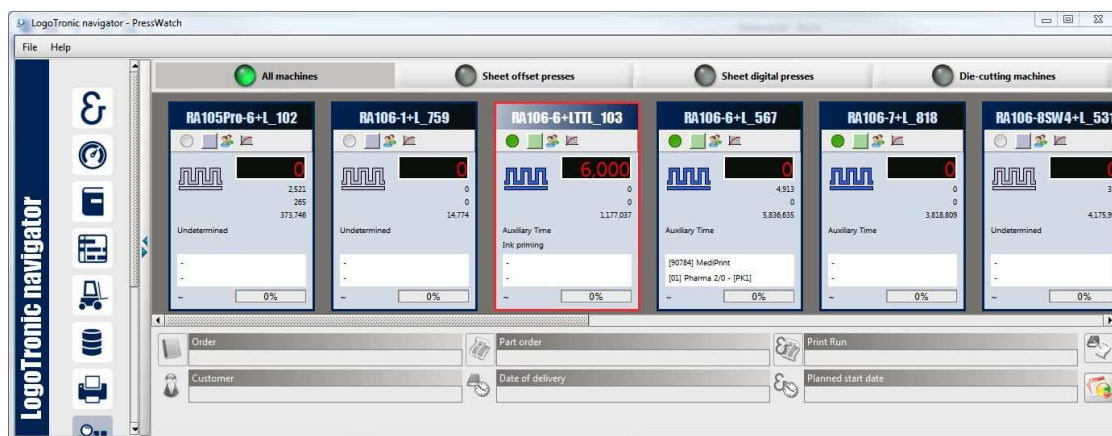 LogoTronic navigator - PressWatch
File Help
LogoTronic navigator
All machines
Sheet offset presses
Sheet digital presses
Die-cutting machines
RA105Pro-6+L_102
0
2,521
265
373,746
Undetermined
-
-
~
0%
RA106-1+L_759
0
0
0
14,774
Undetermined
-
-
~
0%
RA106-6+LTTL_103
6,000
0
0
1,177,037
Auxiliary Time
Ink priming
-
-
~
0%
RA106-6+L_567
0
4,913
0
5,836,635
Auxiliary Time
[90784] MediPrint
[01] Pharma 2/0 - [PK1]
~
0%
RA106-7+L_818
0
0
0
3,818,809
Auxiliary Time
-
-
~
0%
RA106-8SW4+L_531
3
4,175,9
Undetermined
-
-
~
0%
Order
Part order
Print Run
Customer
Date of delivery
Planned start date